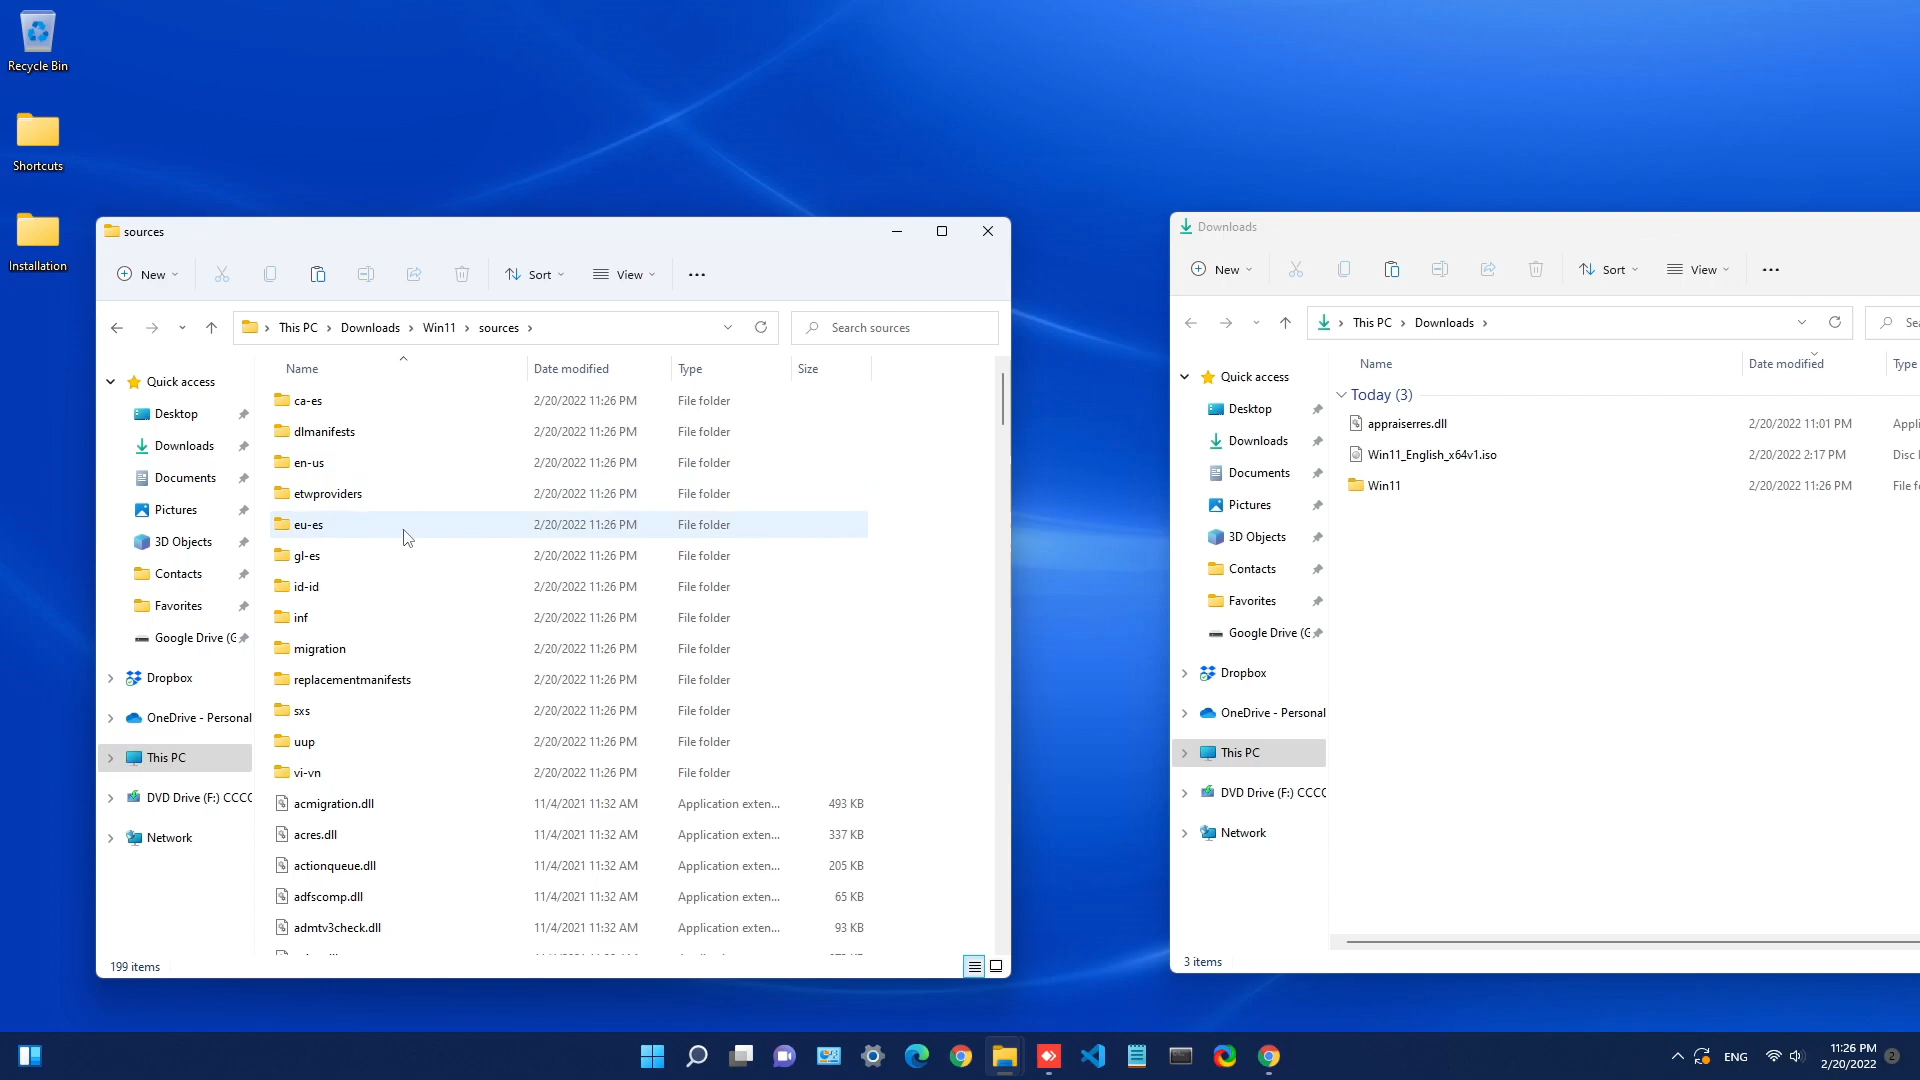 Recycle Bin
Shortcuts
Installation
sources
New
Sort
View
This PC
Downloads
Win11
sources
Search sources
Name
Date modified
Type
Size
Quick access
Desktop
Downloads
Documents
Pictures
3D Objects
Contacts
Favorites
Google Drive (G
Dropbox
OneDrive - Personal
This PC
DVD Drive (F:) CCCC
Network
ca-es 2/20/2022 11:26 PM File folder
dlmanifests 2/20/2022 11:26 PM File folder
en-us 2/20/2022 11:26 PM File folder
etwproviders 2/20/2022 11:26 PM File folder
eu-es 2/20/2022 11:26 PM File folder
gl-es 2/20/2022 11:26 PM File folder
id-id 2/20/2022 11:26 PM File folder
inf 2/20/2022 11:26 PM File folder
migration 2/20/2022 11:26 PM File folder
replacementmanifests 2/20/2022 11:26 PM File folder
sxs 2/20/2022 11:26 PM File folder
uup 2/20/2022 11:26 PM File folder
vi-vn 2/20/2022 11:26 PM File folder
acmigration.dll 11/4/2021 11:32 AM Application exten... 493 KB
acres.dll 11/4/2021 11:32 AM Application exten... 337 KB
actionqueue.dll 11/4/2021 11:32 AM Application exten... 205 KB
adfscomp.dll 11/4/2021 11:32 AM Application exten... 65 KB
admtv3check.dll 11/4/2021 11:32 AM Application exten... 93 KB
199 items
Downloads
New
Sort
View
This PC
Downloads
Sea
Name
Date modified
Type
Quick access
Desktop
Downloads
Documents
Pictures
3D Objects
Contacts
Favorites
Google Drive (G
Dropbox
OneDrive - Personal
This PC
DVD Drive (F:) CCCC
Network
Today (3)
appraiserres.dll 2/20/2022 11:01 PM Appli
Win11_English_x64v1.iso 2/20/2022 2:17 PM Disc
Win11 2/20/2022 11:26 PM File f
3 items
ENG
11:26 PM
2/20/2022
2